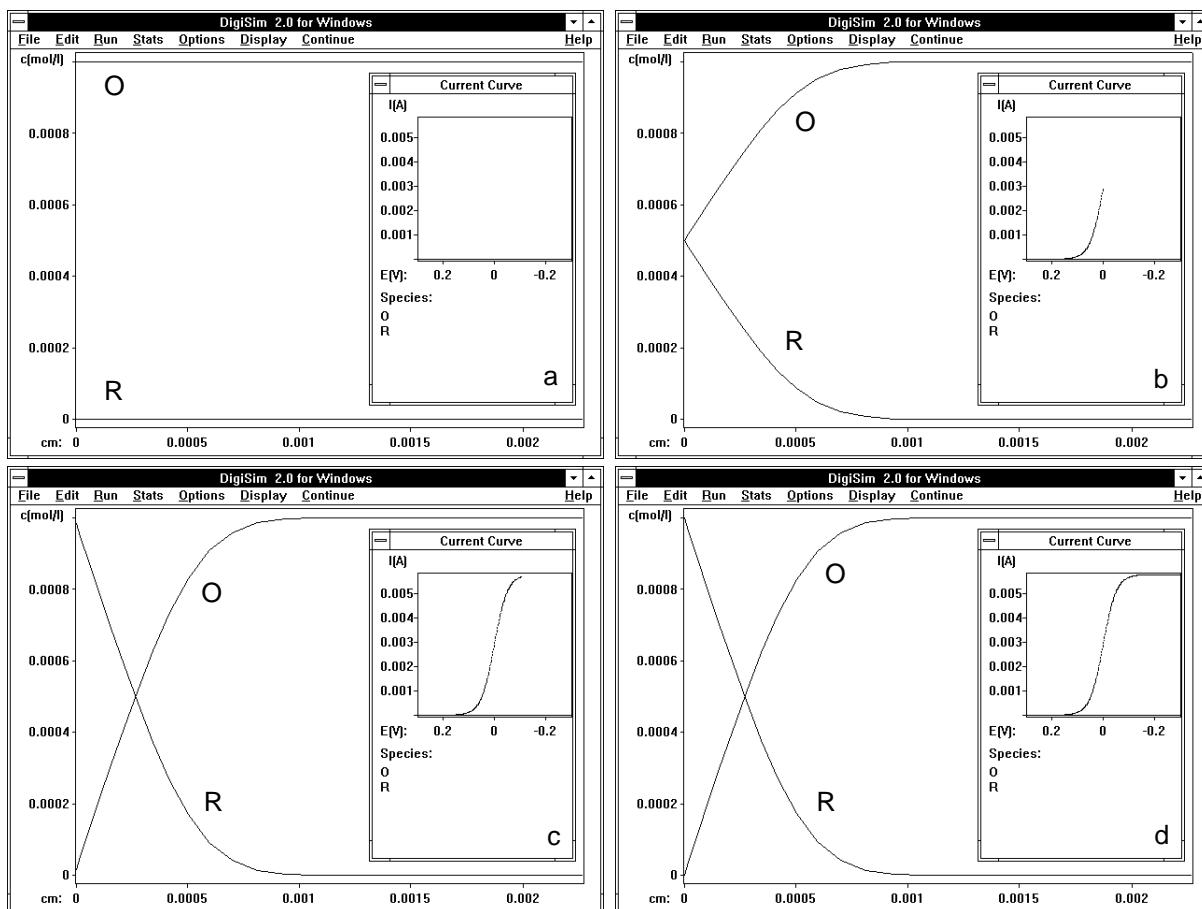 DigiSim 2.0 for Windows
File Edit Run Stats Options Display Continue Help
c[mol/l]
O
0.0008
0.0006
0.0004
0.0002
R
0
cm: 0 0.0005 0.001 0.0015 0.002
Current Curve
I(A)
0.005
0.004
0.003
0.002
0.001
E(V): 0.2 0 -0.2
Species:
O
R
a
DigiSim 2.0 for Windows
File Edit Run Stats Options Display Continue Help
c[mol/l]
O
0.0008
0.0006
0.0004
R
0.0002
0
cm: 0 0.0005 0.001 0.0015 0.002
Current Curve
I(A)
0.005
0.004
0.003
0.002
0.001
E(V): 0.2 0 -0.2
Species:
O
R
b
DigiSim 2.0 for Windows
File Edit Run Stats Options Display Continue Help
c[mol/l]
0.0008
O
0.0006
0.0004
0.0002
R
0
cm: 0 0.0005 0.001 0.0015 0.002
Current Curve
I(A)
0.005
0.004
0.003
0.002
0.001
E(V): 0.2 0 -0.2
Species:
O
R
c
DigiSim 2.0 for Windows
File Edit Run Stats Options Display Continue Help
c[mol/l]
O
0.0008
0.0006
0.0004
0.0002
R
0
cm: 0 0.0005 0.001 0.0015 0.002
Current Curve
I(A)
0.005
0.004
0.003
0.002
0.001
E(V): 0.2 0 -0.2
Species:
O
R
d